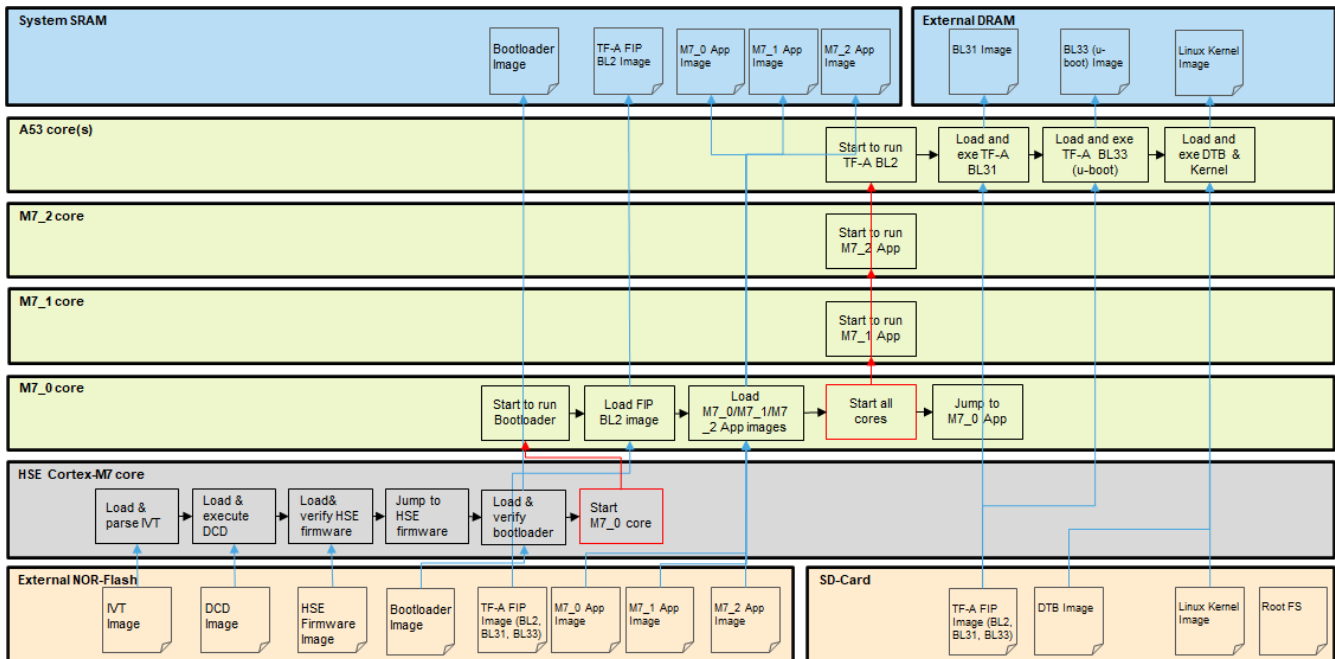 System SRAM
Bootloader
Image
TF-A FIP
BL2 Image
M7_0 App
Image
M7_1 App
Image
M7_2 App
Image
External DRAM
BL31 Image
BL33 (u-
boot) Image
Linux Kernel
Image
A53 core(s)
Start to run
TF-A BL2
Load and
exe TF-A
BL31
Load and exe
TF-A BL33
(u-boot)
Load and
exe DTB &
Kernel
M7_2 core
Start to run
M7_2 App
M7_1 core
Start to run
M7_1 App
M7_0 core
Start to run
Bootloader
Load FIP
BL2 image
Load
M7_0/M7_1/M7
_2 App images
Start all
cores
Jump to
M7_0 App
HSE Cortex-M7 core
Load &
parse IVT
Load &
execute
DCD
Load&
verify HSE
firmware
Jump to
HSE
firmware
Load &
verify
bootloader
Start
M7_0 core
External NOR-Flash
IVT
Image
DCD
Image
HSE
Firmware
Image
Bootloader
Image
TF-A FIP
Image (BL2,
BL31, BL33)
M7_0 App
Image
M7_1 App
Image
M7_2 App
Image
SD-Card
TF-A FIP
Image (BL2,
BL31, BL33)
DTB Image
Linux Kernel
Image
Root FS